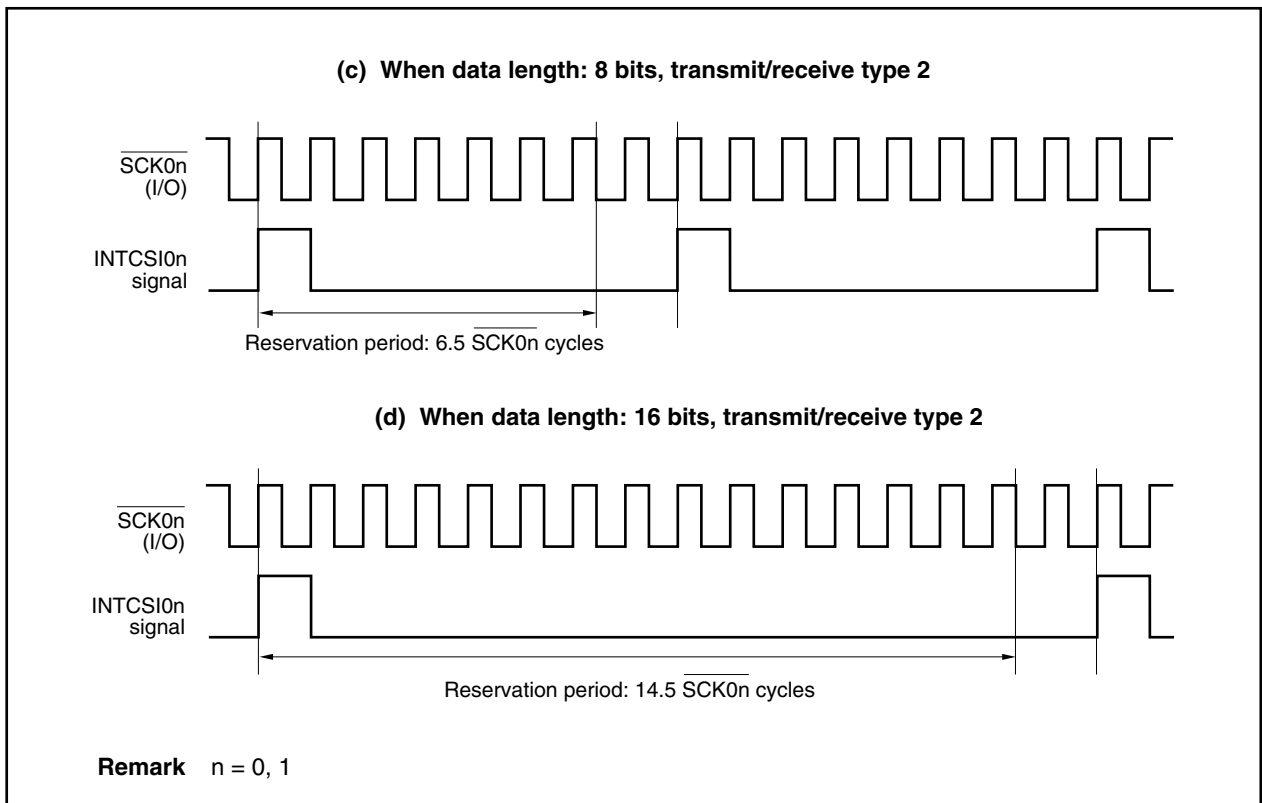 (c) When data length: 8 bits, transmit/receive type 2
SCK0n
(I/O)
INTCSI0n
signal
Reservation period: 6.5 SCK0n cycles
(d) When data length: 16 bits, transmit/receive type 2
SCK0n
(I/O)
INTCSI0n
signal
Reservation period: 14.5 SCK0n cycles
Remark n = 0, 1